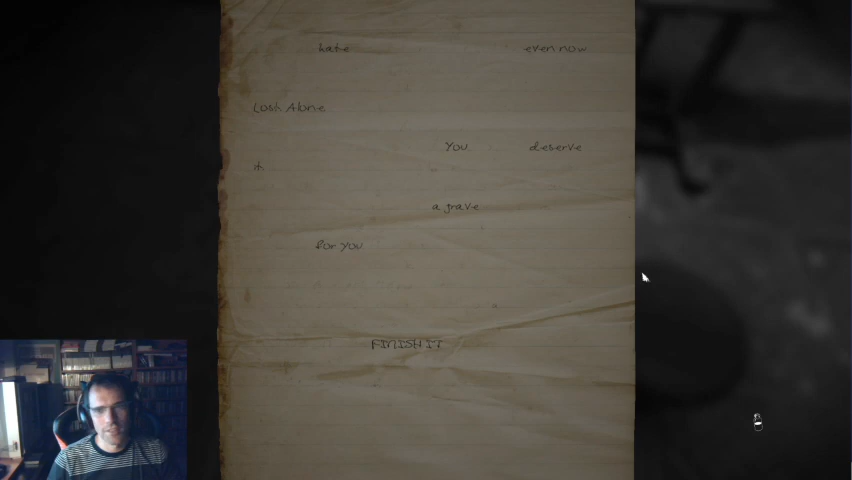 hate even now
Lost Alone
You deserve
it
a grave
for you
FINISH IT